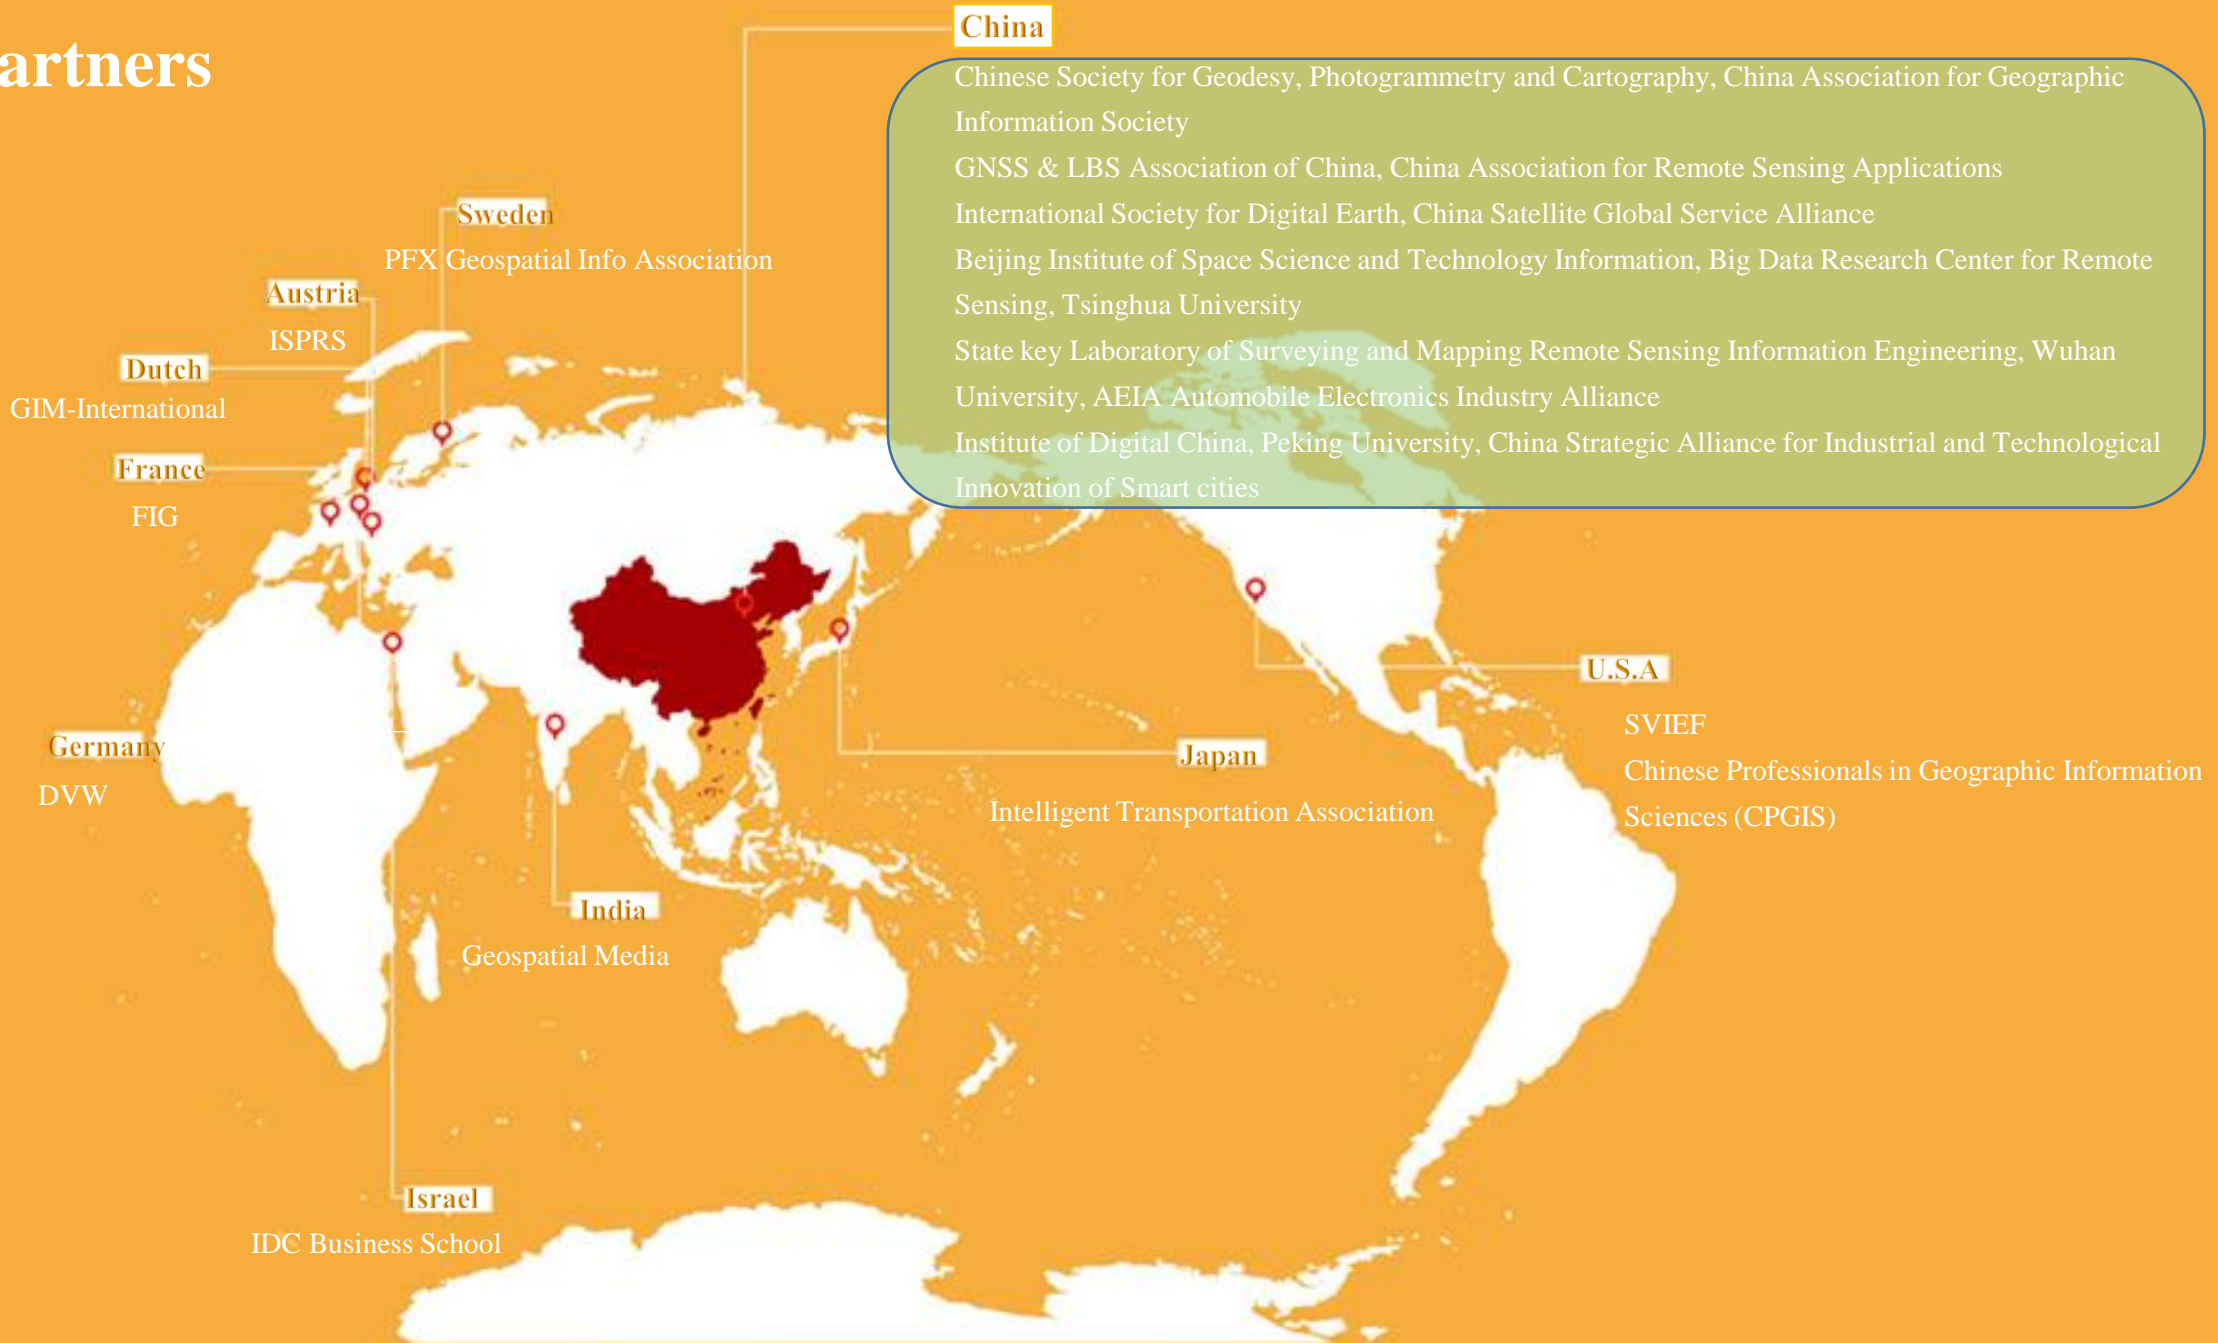 artners
China
Chinese Society for Geodesy, Photogrammetry and Cartography, China Association for Geographic
Information Society
GNSS & LBS Association of China, China Association for Remote Sensing Applications
International Society for Digital Earth, China Satellite Global Service Alliance
Beijing Institute of Space Science and Technology Information, Big Data Research Center for Remote
Sensing, Tsinghua University
State key Laboratory of Surveying and Mapping Remote Sensing Information Engineering, Wuhan
University, AEIA Automobile Electronics Industry Alliance
Institute of Digital China, Peking University, China Strategic Alliance for Industrial and Technological
Innovation of Smart cities
Sweden
PFX Geospatial Info Association
Austria
ISPRS
Dutch
GIM-International
France
FIG
Germany
DVW
U.S.A
SVIEF
Chinese Professionals in Geographic Information
Sciences (CPGIS)
Japan
Intelligent Transportation Association
India
Geospatial Media
Israel
IDC Business School